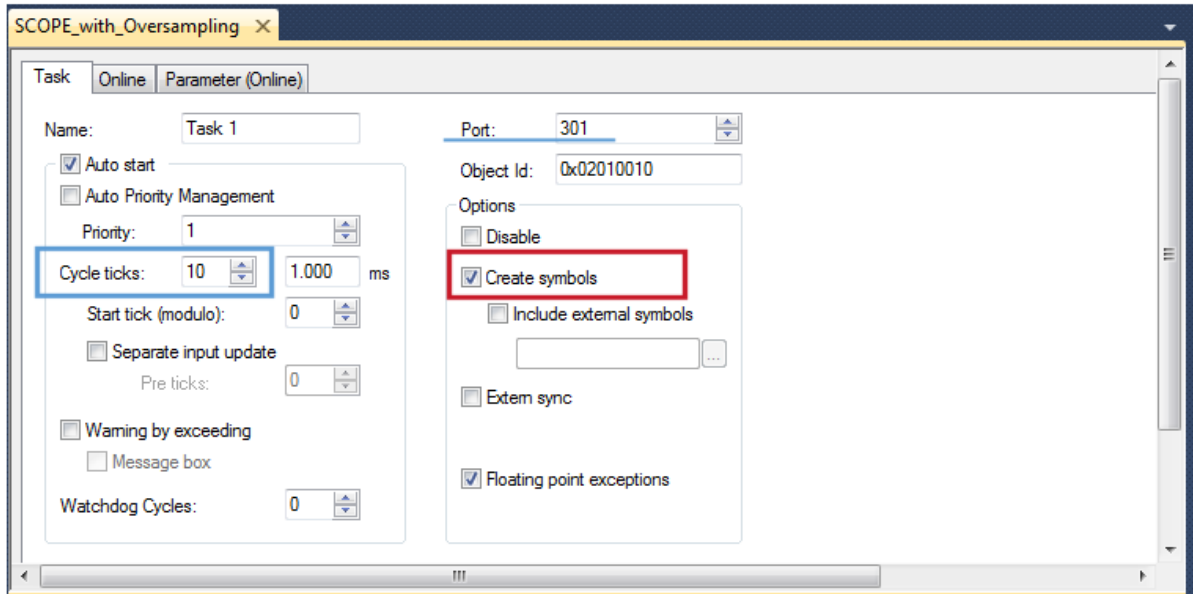 SCOPE_with_Oversampling
Task Online Parameter (Online)
Name: Task 1
Auto start
Auto Priority Management
Priority: 1
Cycle ticks: 10 1.000 ms
Start tick (modulo): 0
Separate input update
Pre ticks: 0
Warning by exceeding
Message box
Watchdog Cycles: 0
Port: 301
Object Id: 0x02010010
Options
Disable
Create symbols
Include external symbols
...
Extern sync
Floating point exceptions